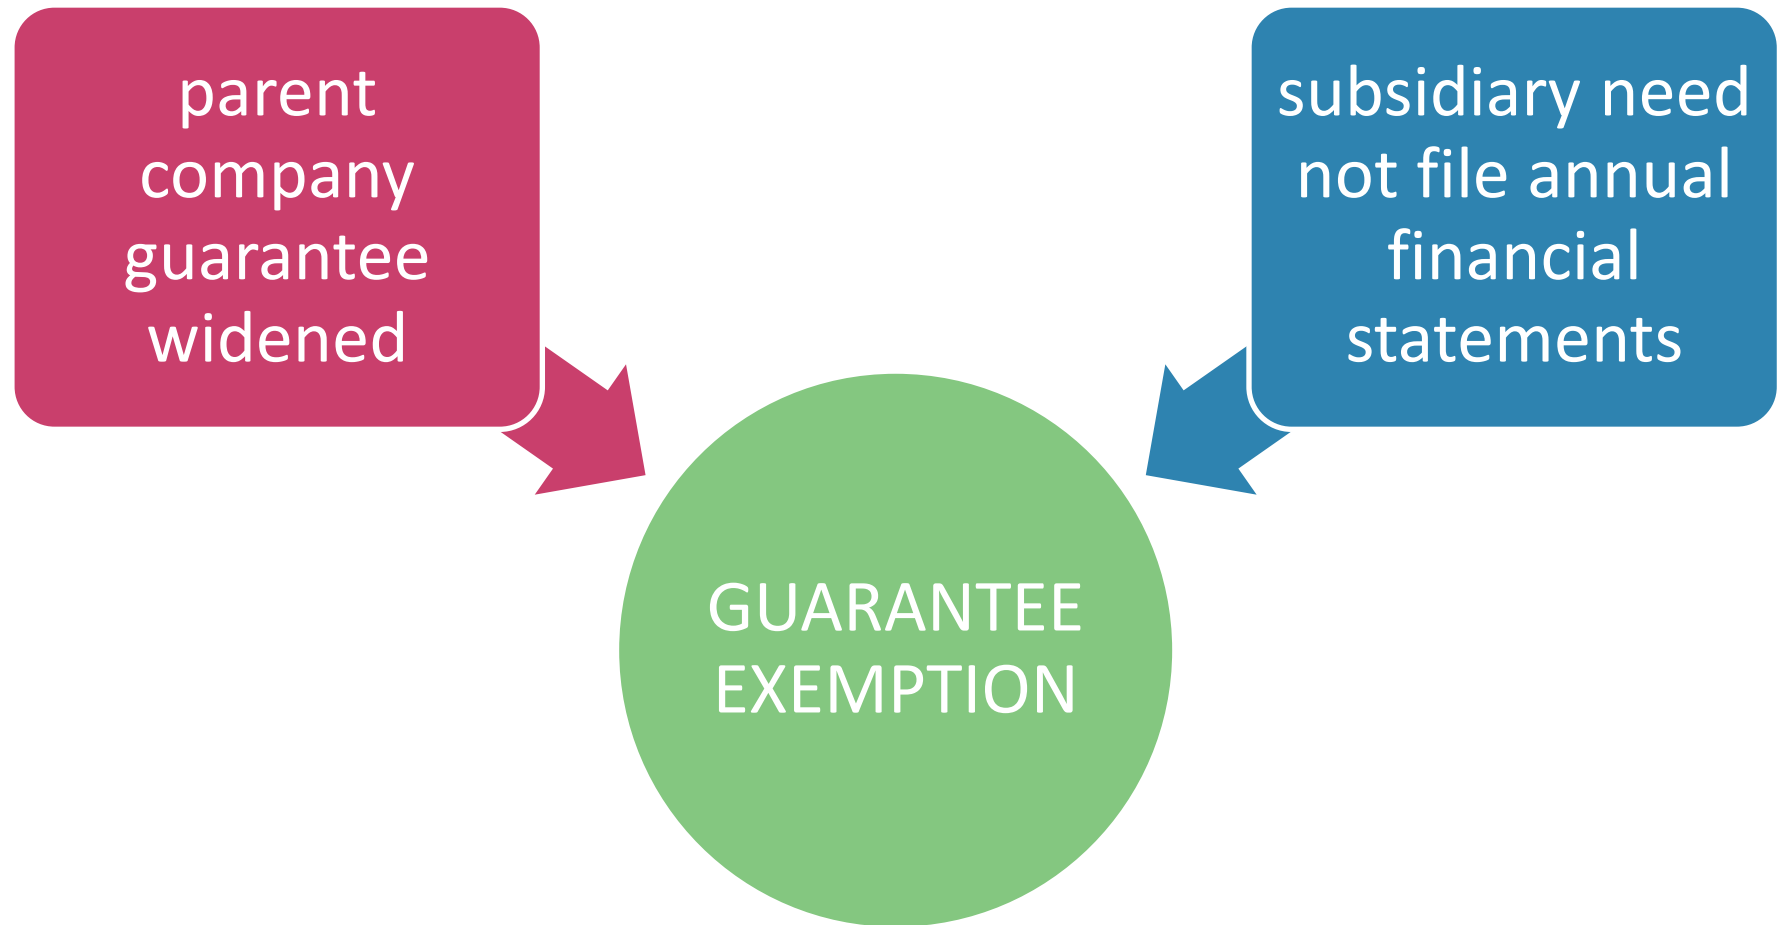 parent
company
guarantee
widened
subsidiary need
not file annual
financial
statements
GUARANTEE
EXEMPTION